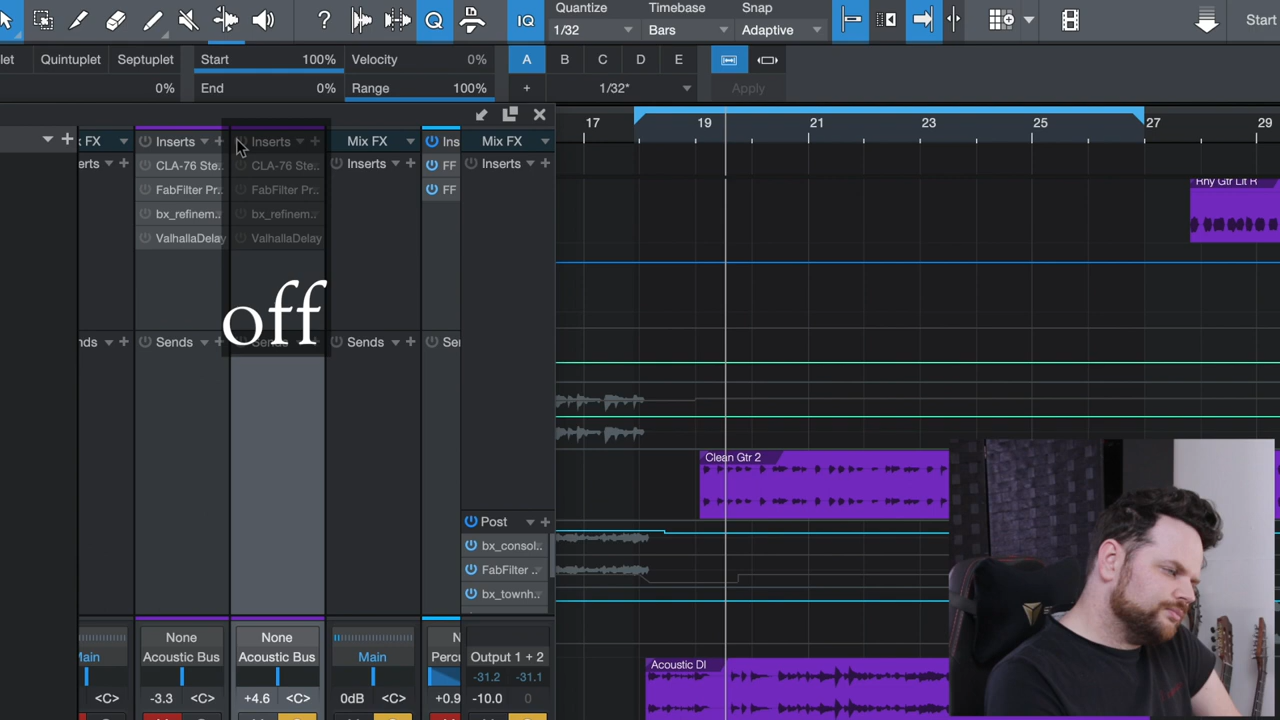 IQ
Quantize
1/32
Timebase
Bars
Snap
Adaptive
Start
let
Quintuplet
Septuplet
Start
100%
Velocity
0%
A
B
C
D
E
0%
End
0%
Range
100%
+
1/32*
Apply
FX
Inserts
Inserts
Mix FX
Ins
Mix FX
17
19
21
23
25
27
29
erts
CLA-76 Ste..
CLA-76 Ste..
Inserts
FF
Inserts
FabFilter Pr..
FabFilter Pr..
FF
Rhy Gtr Lit R
bx_refinem..
bx_refinem..
ValhallaDelay
ValhallaDelay
off
nds
Sends
Sends
Sends
Se
Clean Gtr 2
Post
bx_consol..
FabFilter ..
bx_townh..
None
None
N
Main
Acoustic Bus
Acoustic Bus
Main
Perc
Output 1 + 2
Acoustic DI
-31.2
-31.1
<C>
-3.3
<C>
+4.6
<C>
0dB
<C>
+0.9
-10.0
0